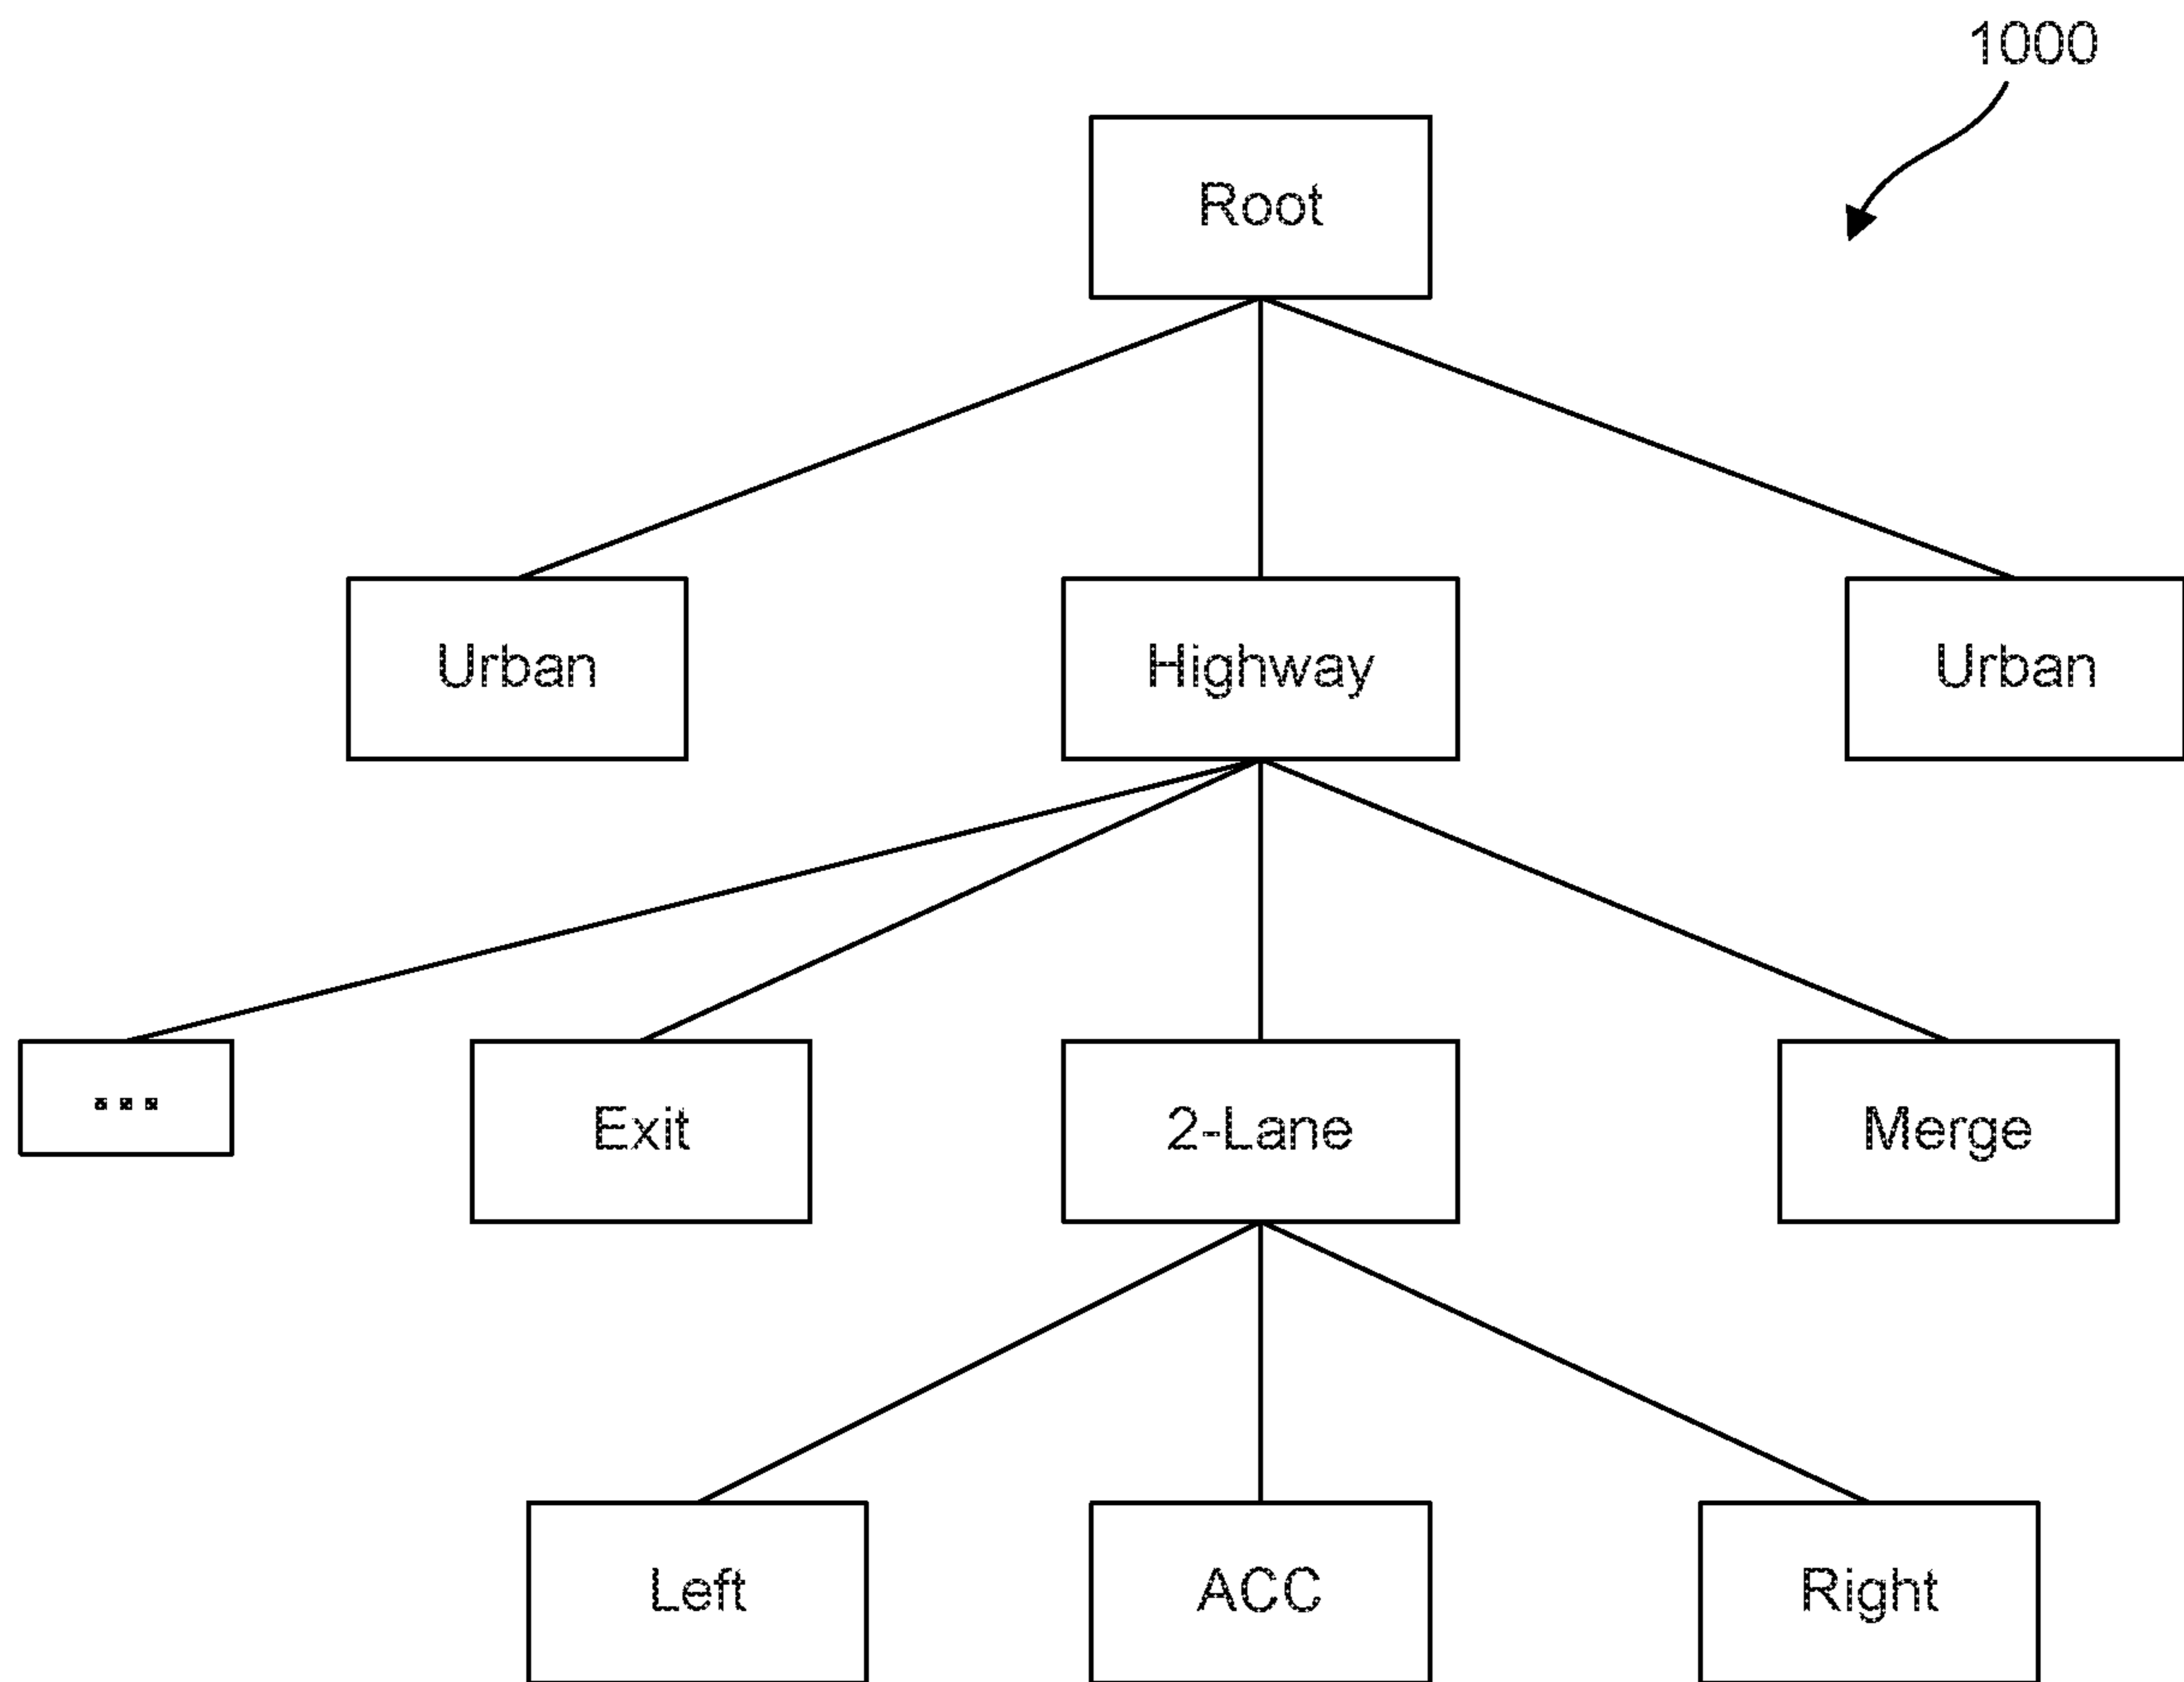 1000
Root
Urban
Highway
Urban
...
Exit
2-Lane
Merge
Left
ACC
Right